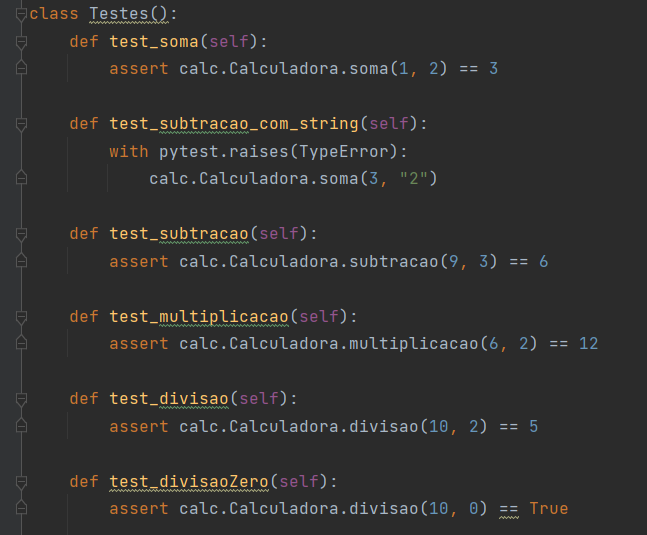 class Testes():
    def test_soma(self):
        assert calc.Calculadora.soma(1, 2) == 3
    def test_subtracao_com_string(self):
        with pytest.raises(TypeError):
            calc.Calculadora.soma(3, "2")
    def test_subtracao(self):
        assert calc.Calculadora.subtracao(9, 3) == 6
    def test_multiplicacao(self):
        assert calc.Calculadora.multiplicacao(6, 2) == 12
    def test_divisao(self):
        assert calc.Calculadora.divisao(10, 2) == 5
    def test_divisaoZero(self):
        assert calc.Calculadora.divisao(10, 0) == True